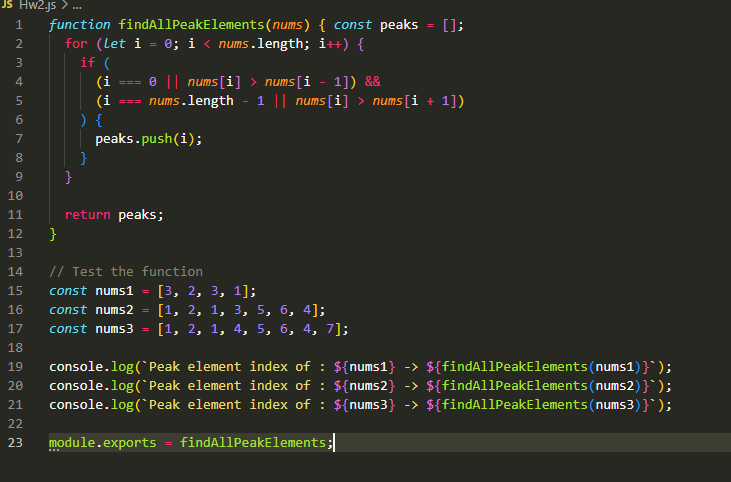 JS Hw2.js > ...
1 function findAllPeakElements(nums) { const peaks = [];
2 for (let i = 0; i < nums.length; i++) {
3 if (
4 (i === 0 || nums[i] > nums[i - 1]) &&
5 (i === nums.length - 1 || nums[i] > nums[i + 1])
6 ) {
7 peaks.push(i);
8 }
9 }
10
11 return peaks;
12 }
13
14 // Test the function
15 const nums1 = [3, 2, 3, 1];
16 const nums2 = [1, 2, 1, 3, 5, 6, 4];
17 const nums3 = [1, 2, 1, 4, 5, 6, 4, 7];
18
19 console.log(`Peak element index of : ${nums1} -> ${findAllPeakElements(nums1)}`);
20 console.log(`Peak element index of : ${nums2} -> ${findAllPeakElements(nums2)}`);
21 console.log(`Peak element index of : ${nums3} -> ${findAllPeakElements(nums3)}`);
22
23 module.exports = findAllPeakElements;